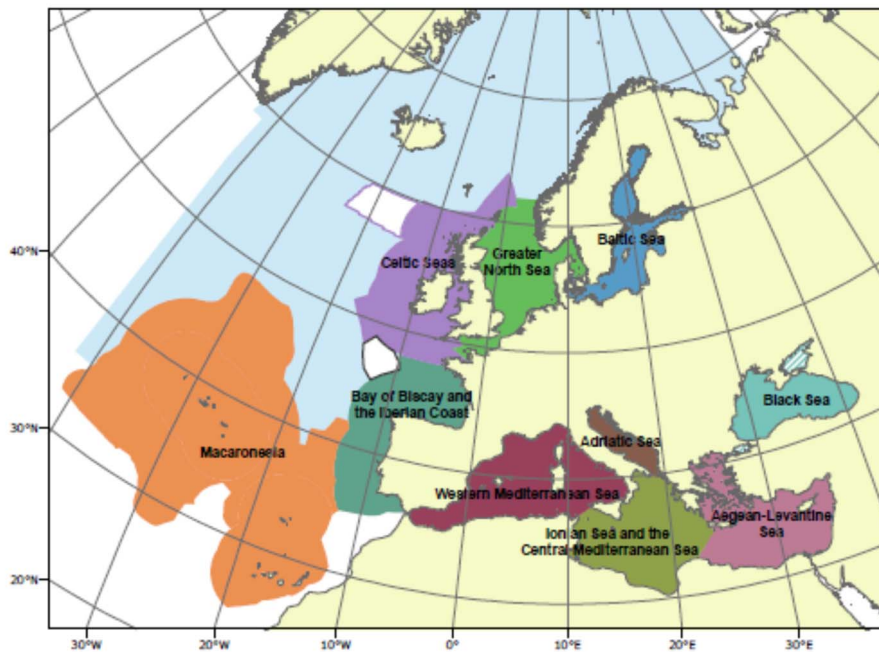 40°N
30°N
20°N
30°W
20°W
10°W
0°
10°E
20°E
30°E
Celtic Seas
Greater
North Sea
Baltic Sea
Bay of Biscay and
the Iberian Coast
Black Sea
Macaronesia
Adriatic Sea
Western Mediterranean Sea
Ionian Sea and the
Central Mediterranean Sea
Aegean-Levantine
Sea